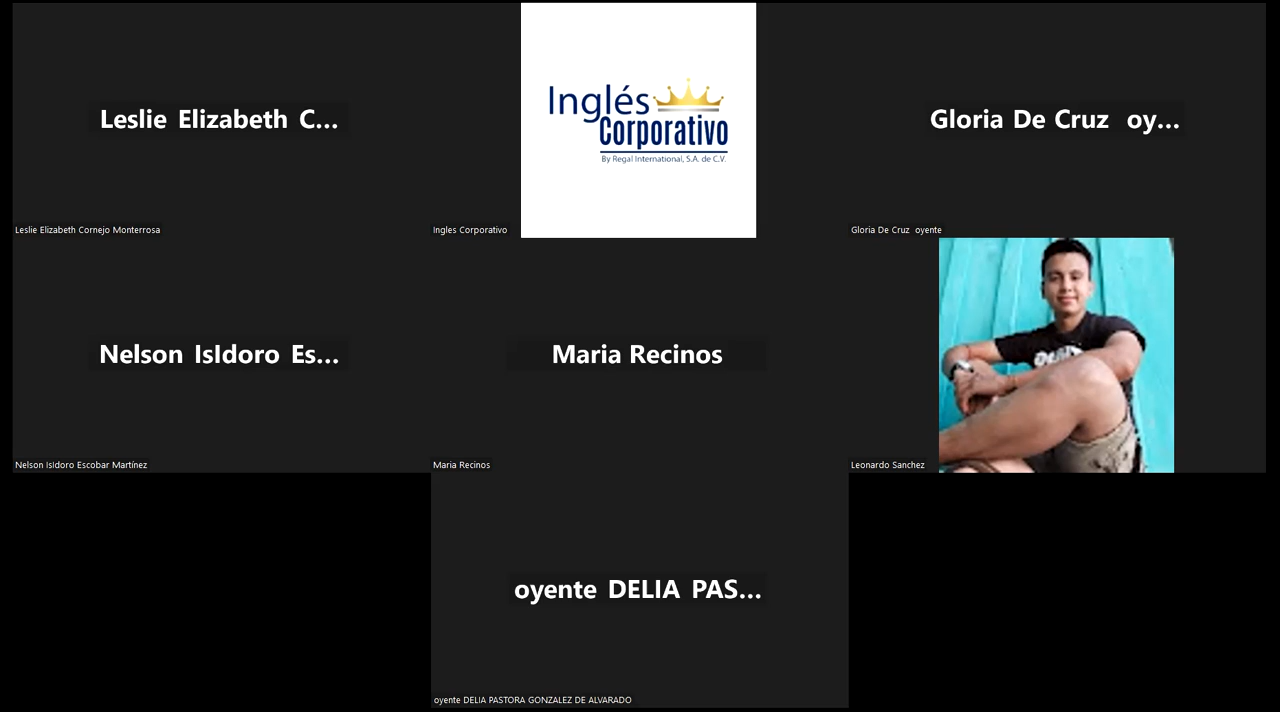 Leslie Elizabeth C...
Inglés
Corporativo
By Regal International, S.A. de C.V.
Gloria De Cruz oy...
Leslie Elizabeth Cornejo Monterrosa
Ingles Corporativo
Gloria De Cruz oyente
Nelson IsIdoro Es...
Maria Recinos
Nelson IsIdoro Escobar Martínez
Maria Recinos
Leonardo Sanchez
oyente DELIA PAS...
oyente DELIA PASTORA GONZALEZ DE ALVARADO